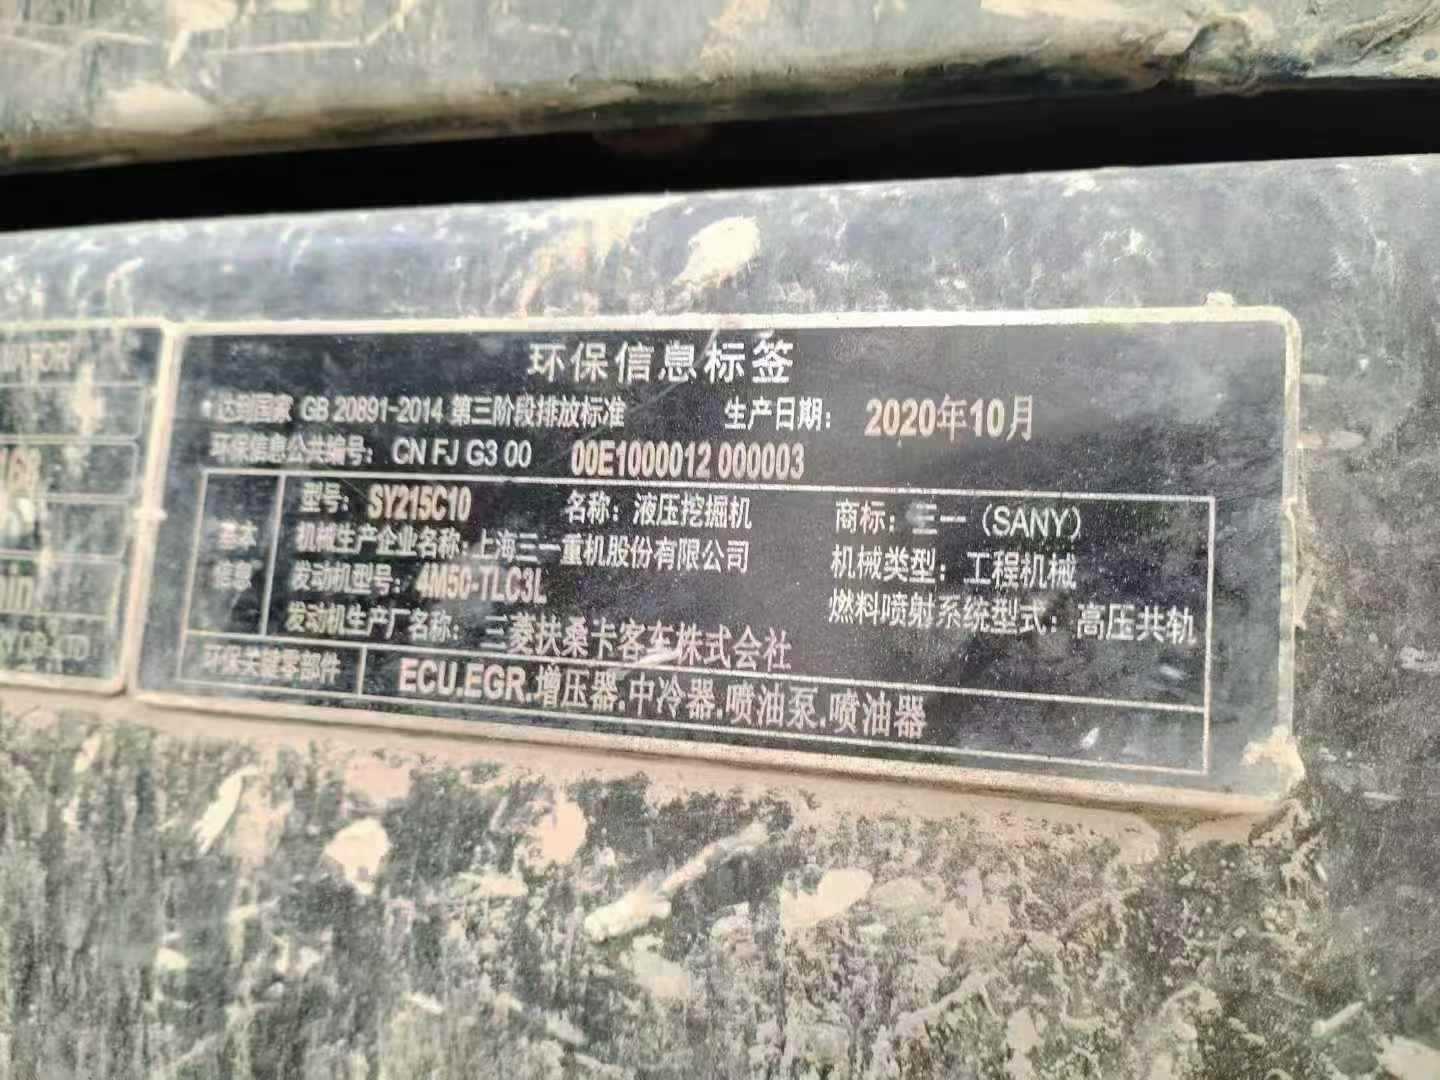 环保信息标签
达到国家 GB 20891-2014 第三阶段排放标准 生产日期: 2020年10月
环保信息公共编号: CN FJ G3 00 00E1000012 000003
基本信息
型号: SY215C10 名称: 液压挖掘机 商标: 三一 (SANY)
机械生产企业名称: 上海三一重机股份有限公司 机械类型: 工程机械
发动机型号: 4M50-TLC3L 燃料喷射系统型式: 高压共轨
发动机生产厂名称: 三菱扶桑卡客车株式会社
环保关键零部件 ECU.EGR.增压器.中冷器.喷油泵.喷油器